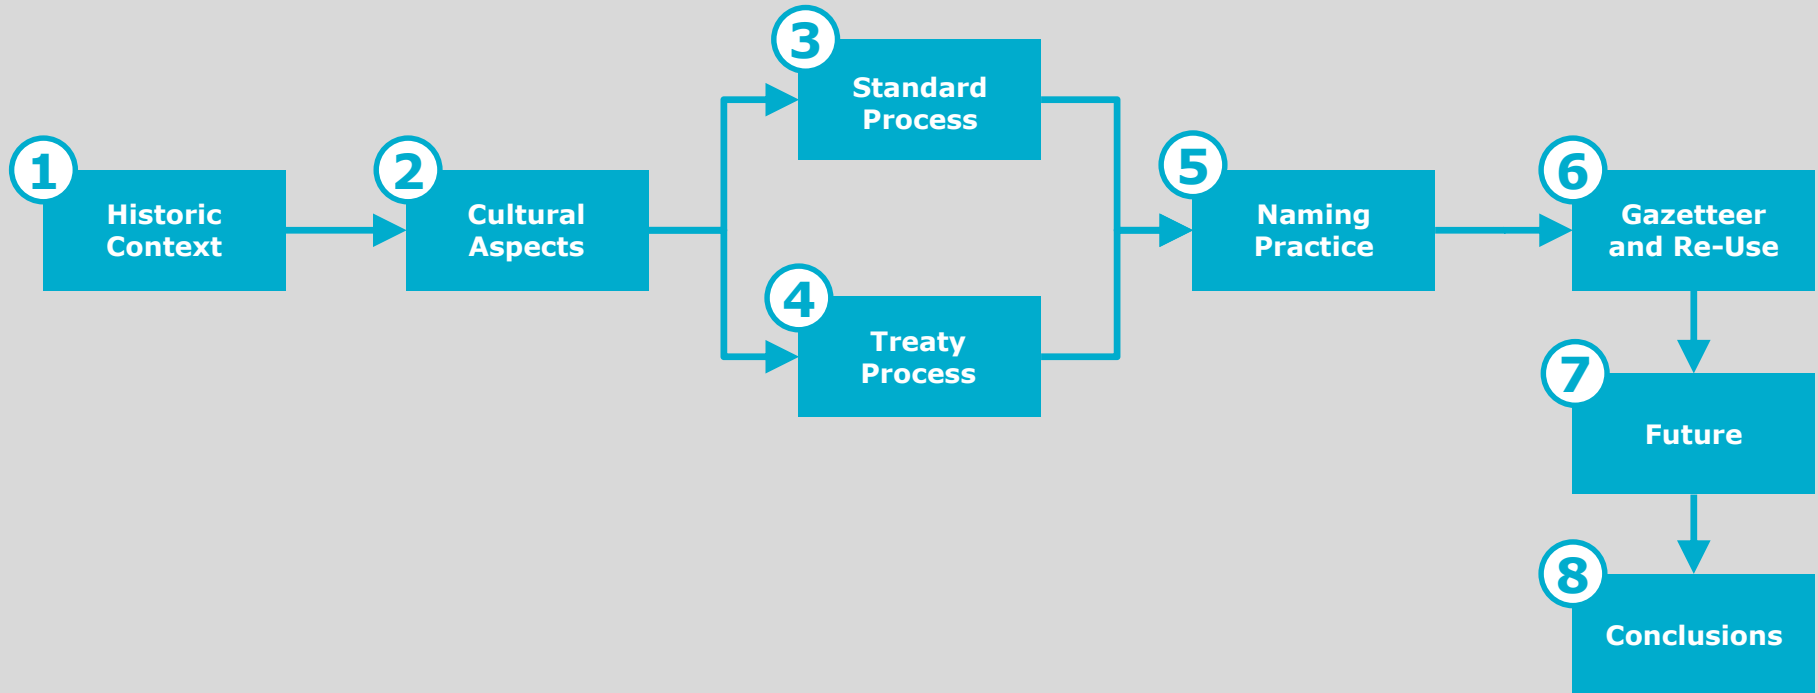 1
Historic
Context
2
Cultural
Aspects
3
Standard
Process
4
Treaty
Process
5
Naming
Practice
6
Gazetteer
and Re-Use
7
Future
8
Conclusions